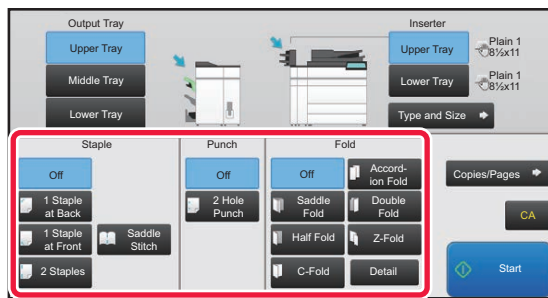 Output Tray
Inserter
Upper Tray
Upper Tray
Plain 1
8½x11
Middle Tray
Lower Tray
Plain 1
8½x11
Lower Tray
Type and Size
Staple
Punch
Fold
Off
Off
Off
Accord-
ion Fold
Copies/Pages
1 Staple
at Back
2 Hole
Punch
Saddle
Fold
Double
Fold
1 Staple
at Front
Saddle
Stitch
Half Fold
Z-Fold
CA
2 Staples
C-Fold
Detail
Start